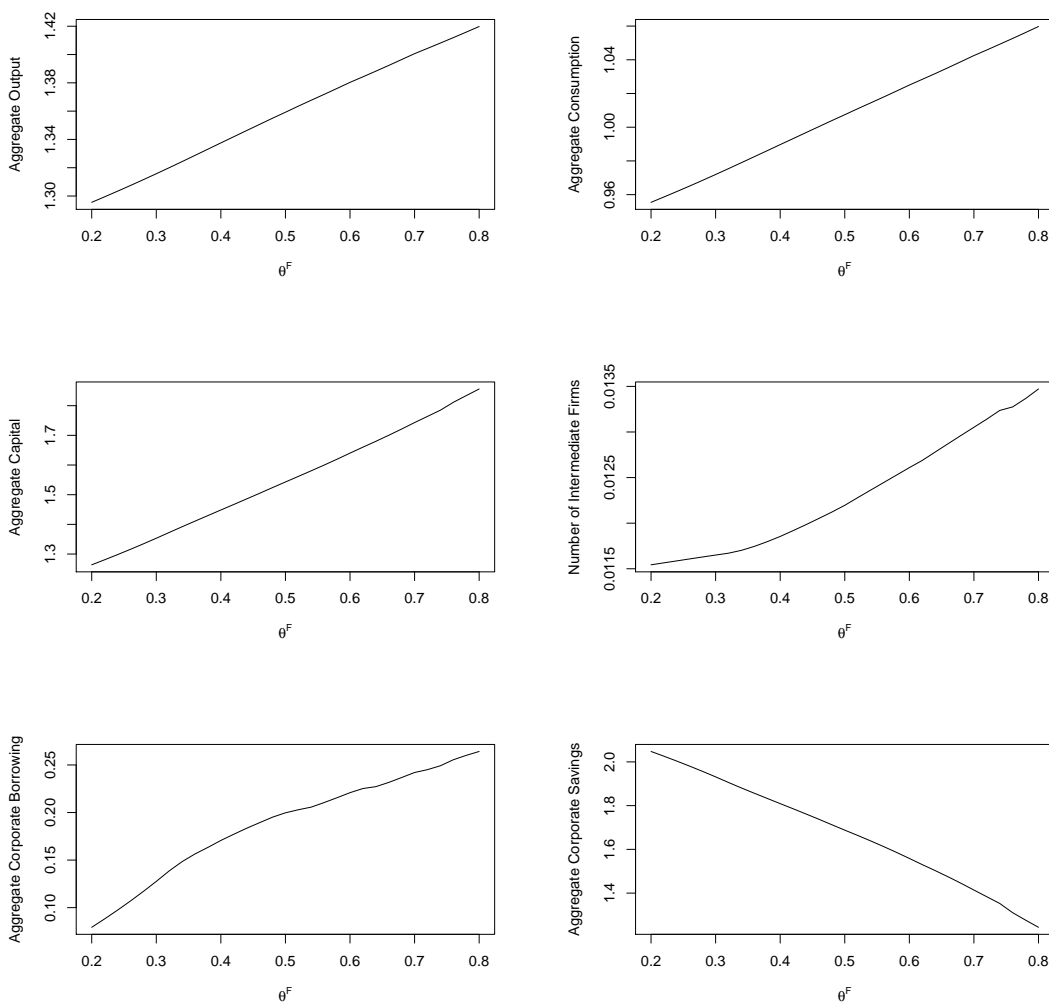 Aggregate Output
1.30 1.34 1.38 1.42
0.2 0.3 0.4 0.5 0.6 0.7 0.8
θF
Aggregate Consumption
0.96 1.00 1.04
0.2 0.3 0.4 0.5 0.6 0.7 0.8
θF
Aggregate Capital
1.3 1.5 1.7
0.2 0.3 0.4 0.5 0.6 0.7 0.8
θF
Number of Intermediate Firms
0.0115 0.0125 0.0135
0.2 0.3 0.4 0.5 0.6 0.7 0.8
θF
Aggregate Corporate Borrowing
0.10 0.15 0.20 0.25
0.2 0.3 0.4 0.5 0.6 0.7 0.8
θF
Aggregate Corporate Savings
1.4 1.6 1.8 2.0
0.2 0.3 0.4 0.5 0.6 0.7 0.8
θF